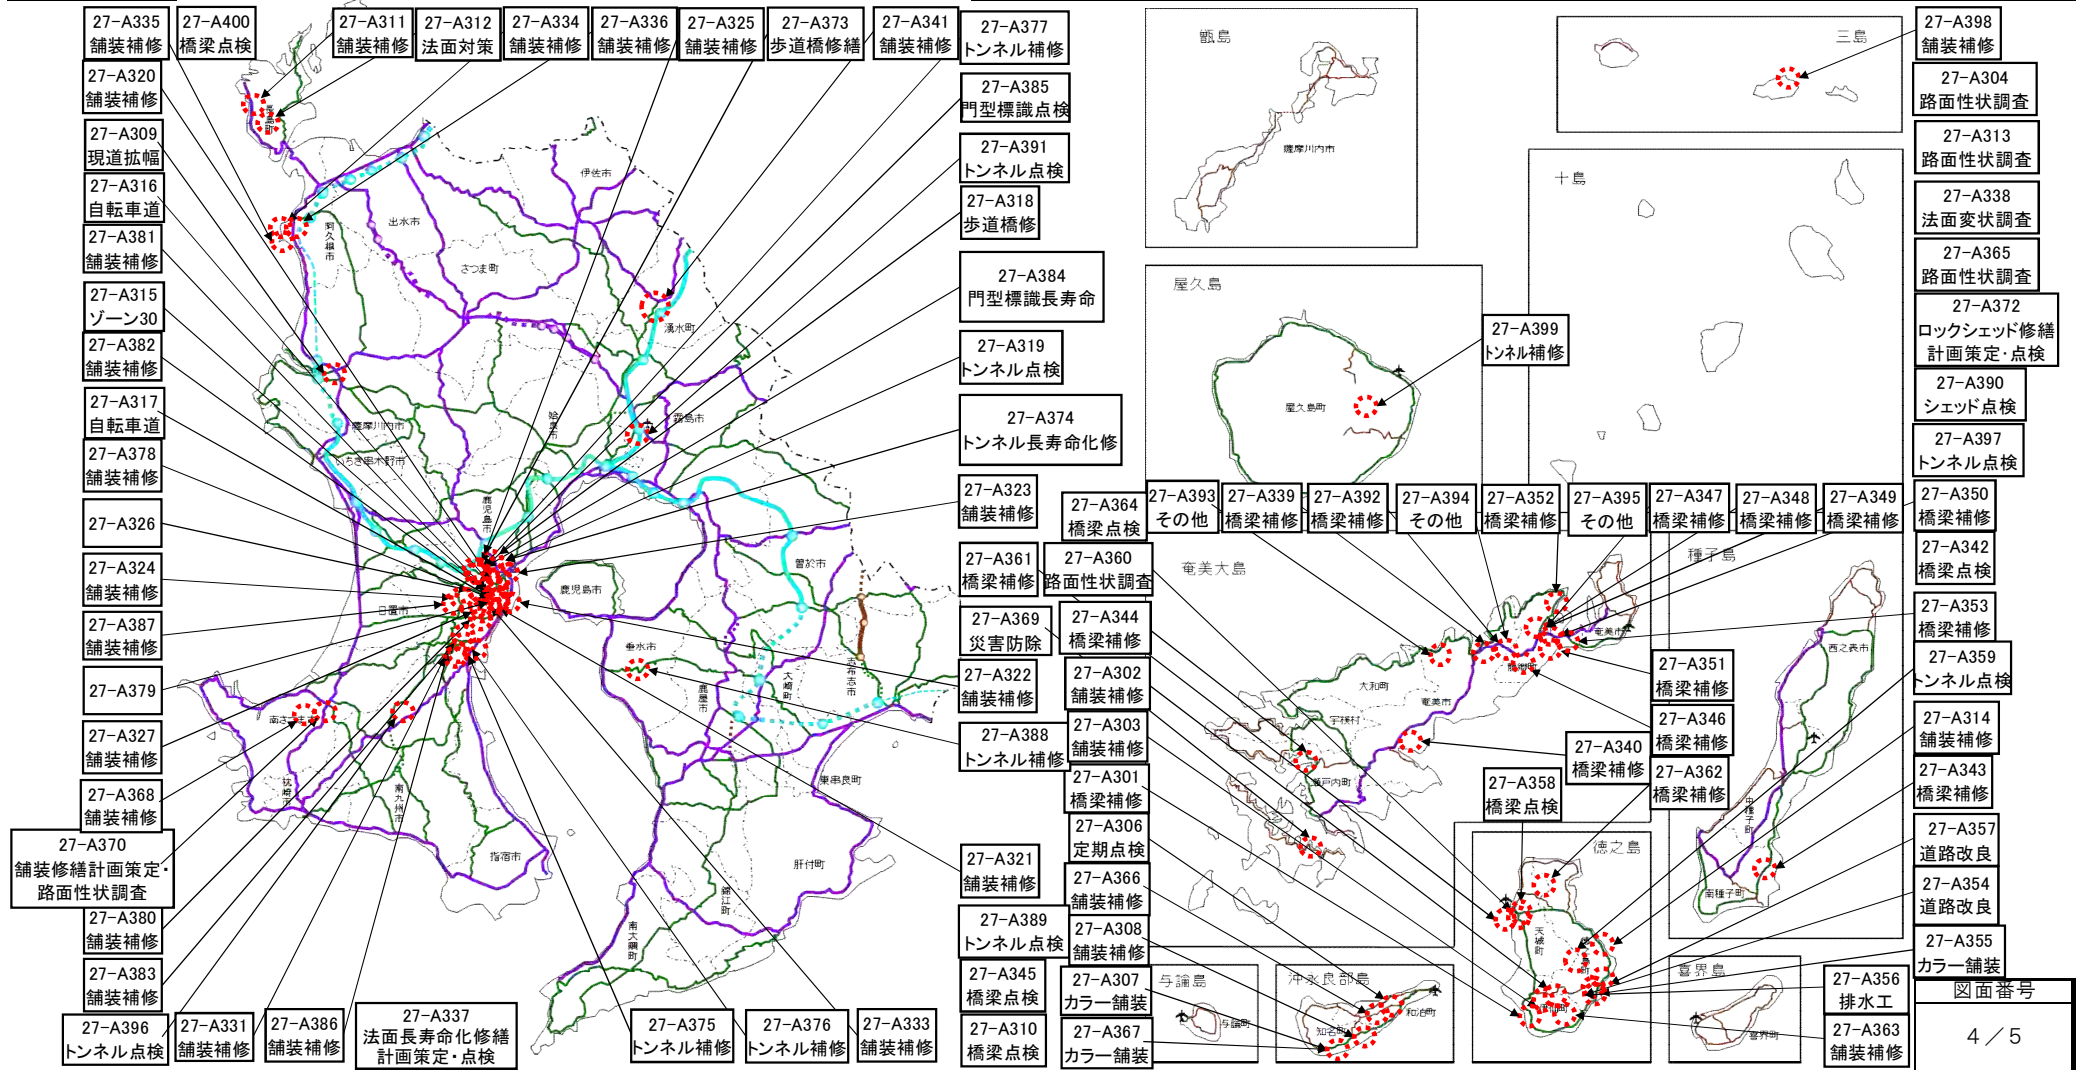 27-A335
舗装補修
27-A400
橋梁点検
27-A311
舗装補修
27-A312
法面対策
27-A334
舗装補修
27-A336
舗装補修
27-A325
舗装補修
27-A373
歩道橋修繕
27-A341
舗装補修
27-A377
トンネル補修
27-A320
舗装補修
27-A309
現道拡幅
27-A316
自転車道
27-A381
舗装補修
27-A315
ゾーン30
27-A382
舗装補修
27-A317
自転車道
27-A378
舗装補修
27-A326
27-A324
舗装補修
27-A387
舗装補修
27-A379
27-A327
舗装補修
27-A368
舗装補修
27-A370
舗装修繕計画策定・
路面性状調査
27-A380
舗装補修
27-A383
舗装補修
27-A396
トンネル点検
27-A331
舗装補修
27-A386
舗装補修
27-A337
法面長寿命化修繕
計画策定・点検
27-A375
トンネル補修
27-A376
トンネル補修
27-A333
舗装補修
27-A385
門型標識点検
27-A391
トンネル点検
27-A318
歩道橋修
27-A384
門型標識長寿命
27-A319
トンネル点検
27-A374
トンネル長寿命化修
27-A323
舗装補修
27-A361
橋梁補修
27-A369
災害防除
27-A322
舗装補修
27-A388
トンネル補修
27-A321
舗装補修
27-A389
トンネル点検
27-A345
橋梁点検
27-A310
橋梁点検
長島町
阿久根市
出水市
伊佐市
さつま町
湧水町
薩摩川内市
いちき串木野市
姶良市
霧島市
鹿児島市
日置市
鹿児島市
曽於市
垂水市
鹿屋市
大崎町
志布志市
東串良町
南さつま市
枕崎市
南九州市
指宿市
肝付町
錦江町
南大隅町
甑島
薩摩川内市
三島
十島
屋久島
屋久島町
27-A399
トンネル補修
27-A364
橋梁点検
27-A393
その他
27-A339
橋梁補修
27-A392
橋梁補修
27-A394
その他
27-A352
橋梁補修
27-A395
その他
27-A347
橋梁補修
27-A348
橋梁補修
27-A349
橋梁補修
27-A360
路面性状調査
27-A344
橋梁補修
27-A302
舗装補修
27-A303
舗装補修
27-A301
橋梁補修
27-A306
定期点検
27-A366
舗装補修
27-A308
舗装補修
27-A307
カラー舗装
27-A367
カラー舗装
奄美大島
奄美市
龍郷町
大和町
宇検村
奄美市
瀬戸内町
27-A351
橋梁補修
27-A346
橋梁補修
27-A340
橋梁補修
27-A362
橋梁補修
27-A358
橋梁点検
種子島
西之表市
中種子町
南種子町
徳之島
天城町
与論島
与論町
沖永良部島
和泊町
知名町
喜界島
喜界町
27-A356
排水工
27-A363
舗装補修
27-A398
舗装補修
27-A304
路面性状調査
27-A313
路面性状調査
27-A338
法面変状調査
27-A365
路面性状調査
27-A372
ロックシェッド修繕
計画策定・点検
27-A390
シェッド点検
27-A397
トンネル点検
27-A350
橋梁補修
27-A342
橋梁点検
27-A353
橋梁補修
27-A359
トンネル点検
27-A314
舗装補修
27-A343
橋梁補修
27-A357
道路改良
27-A354
道路改良
27-A355
カラー舗装
図面番号
4／5